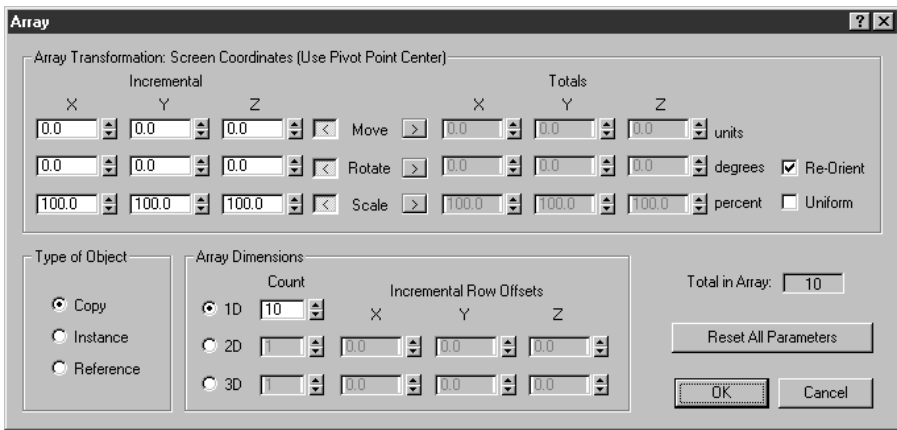 Array ? ×
Array Transformation: Screen Coordinates (Use Pivot Point Center)
Incremental Totals
X Y Z X Y Z
0.0 0.0 0.0 < Move > 0.0 0.0 0.0 units
0.0 0.0 0.0 < Rotate > 0.0 0.0 0.0 degrees Re-Orient
100.0 100.0 100.0 < Scale > 100.0 100.0 100.0 percent Uniform
Type of Object
Copy
Instance
Reference
Array Dimensions
Count Incremental Row Offsets
X Y Z
1D 10
2D 1 0.0 0.0 0.0
3D 1 0.0 0.0 0.0
Total in Array: 10
Reset All Parameters
OK Cancel